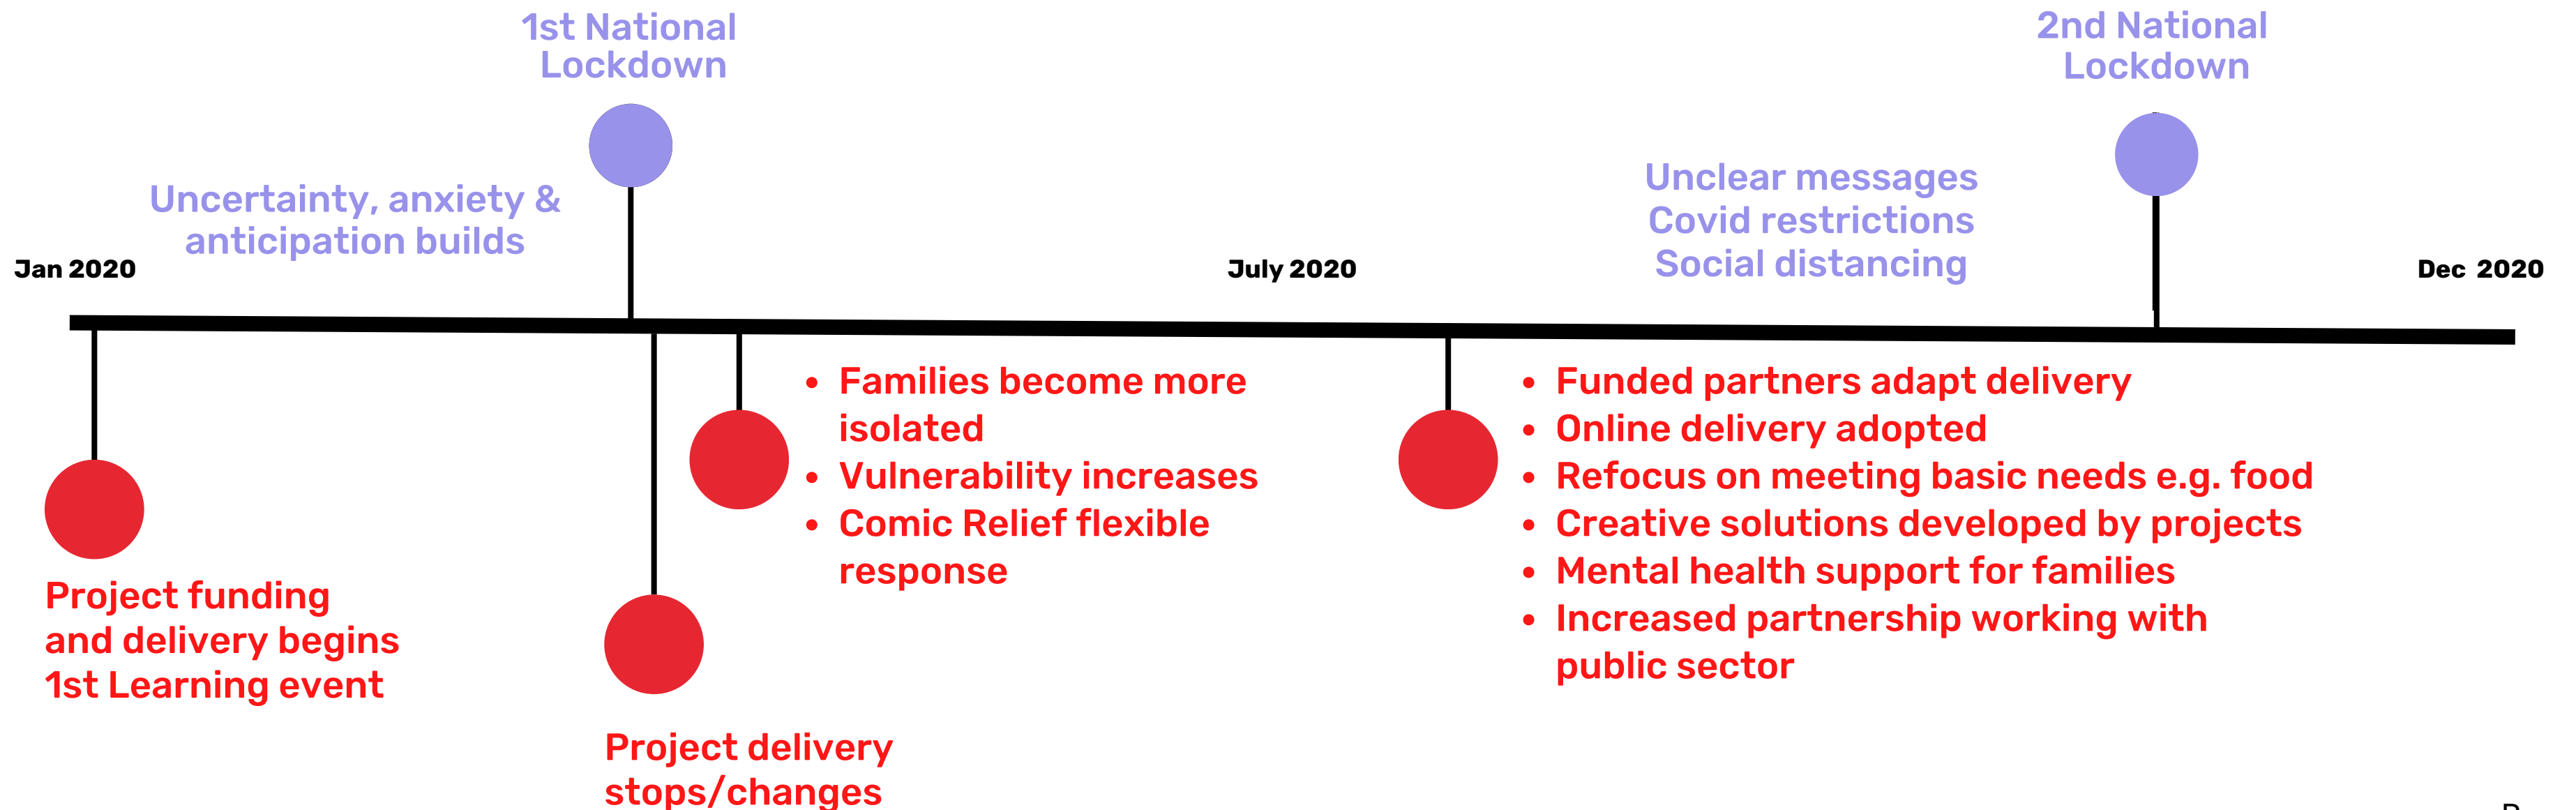 1st National
Lockdown
2nd National
Lockdown
Uncertainty, anxiety &
anticipation builds
Unclear messages
Covid restrictions
Social distancing
Jan 2020
July 2020
Dec 2020
• Families become more
isolated
• Vulnerability increases
• Comic Relief flexible
response
• Funded partners adapt delivery
• Online delivery adopted
• Refocus on meeting basic needs e.g. food
• Creative solutions developed by projects
• Mental health support for families
• Increased partnership working with
public sector
Project funding
and delivery begins
1st Learning event
Project delivery
stops/changes